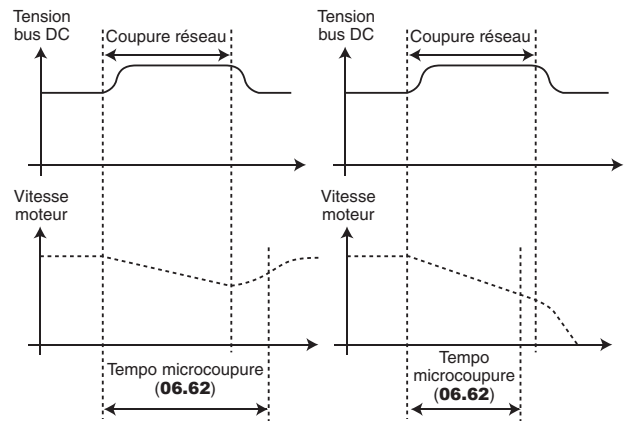 Tension
bus DC
Coupure réseau
Tension
bus DC
Coupure réseau
Vitesse
moteur
Vitesse
moteur
Tempo microcoupure
(06.62)
Tempo
microcoupure
(06.62)